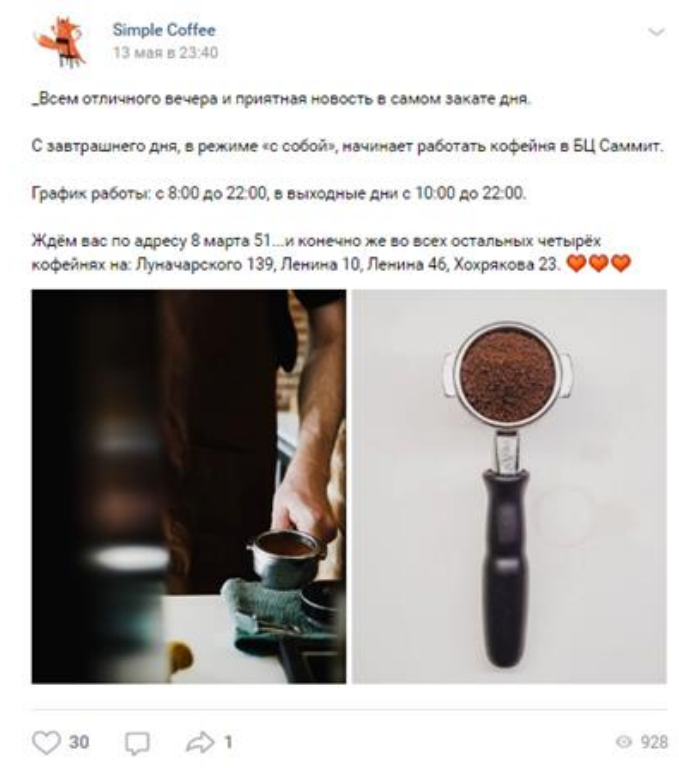 Simple Coffee
13 мая в 23:40
_Всем отличного вечера и приятная новость в самом закате дня.
С завтрашнего дня, в режиме «с собой», начинает работать кофейня в БЦ Саммит.
График работы: с 8:00 до 22:00, в выходные дни с 10:00 до 22:00.
Ждём вас по адресу 8 марта 51...и конечно же во всех остальных четырёх
кофейнях на: Луначарского 139, Ленина 10, Ленина 46, Хохрякова 23. ❤❤❤
30
1
928